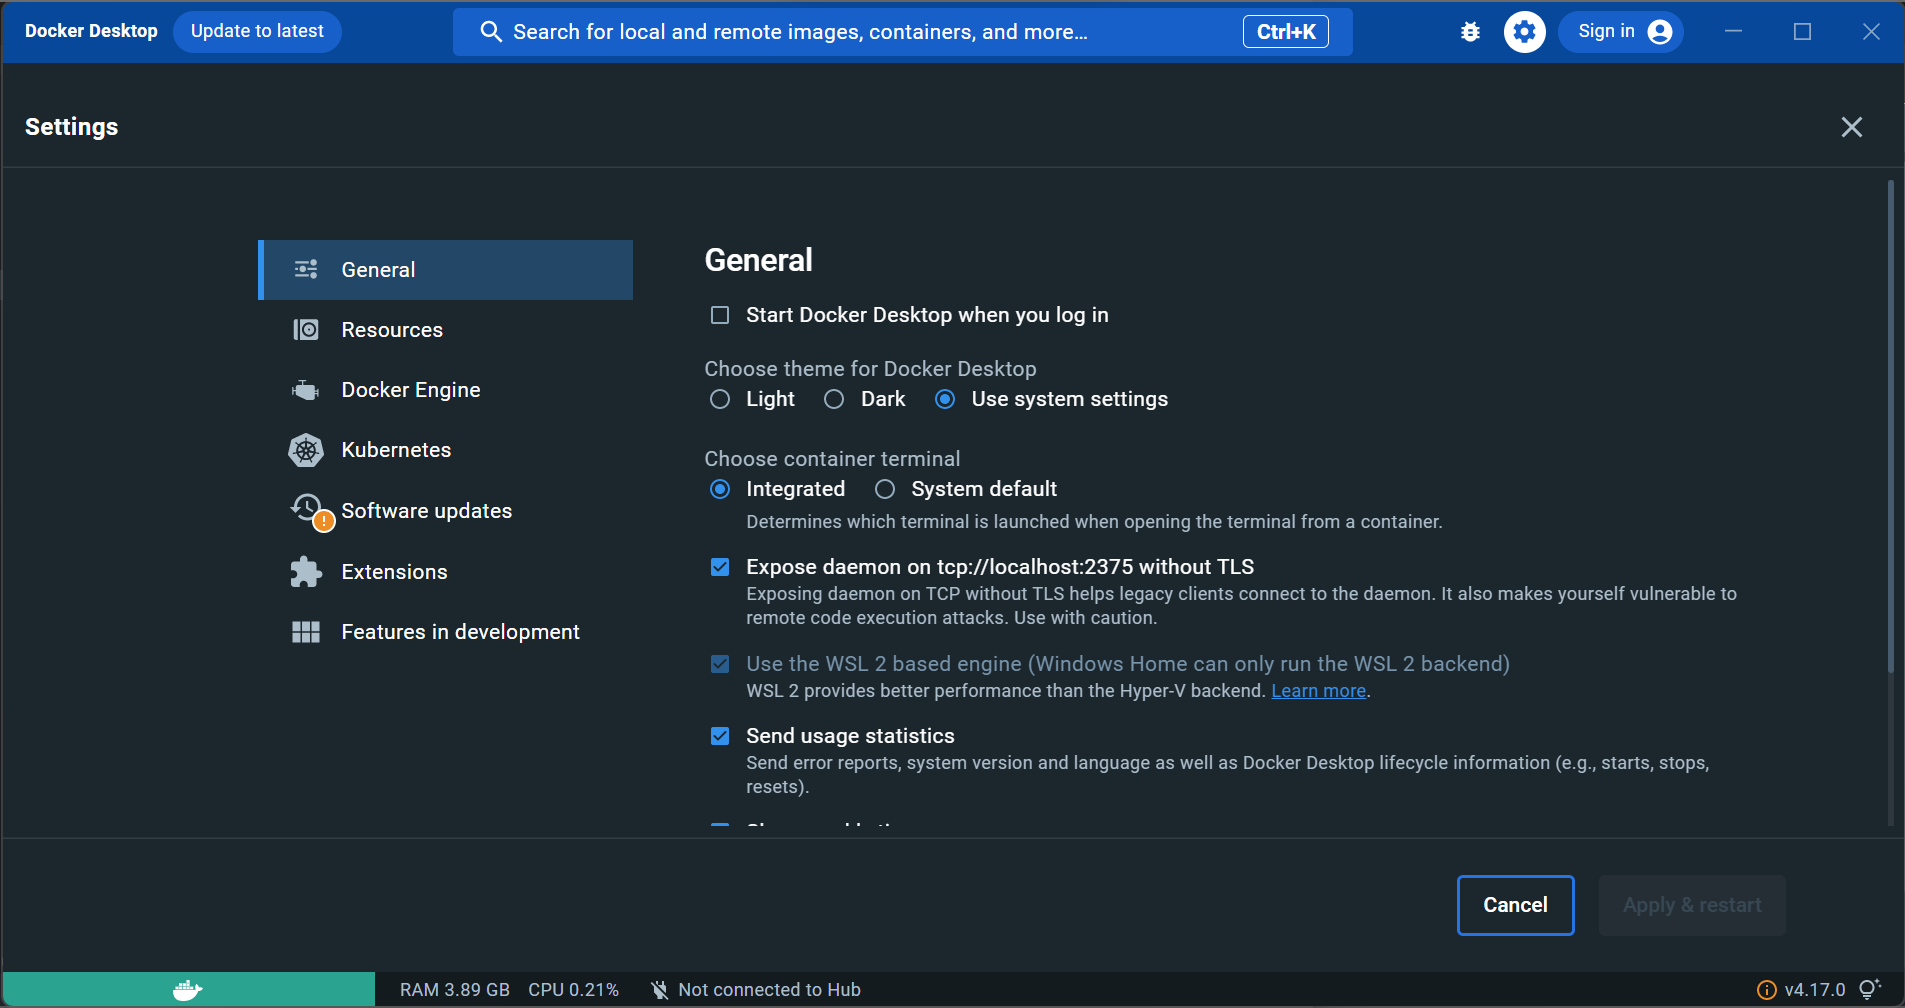 Docker Desktop
Update to latest
Search for local and remote images, containers, and more...
Ctrl+K
Sign in
Settings
General
Resources
Docker Engine
Kubernetes
Software updates
Extensions
Features in development
General
Start Docker Desktop when you log in
Choose theme for Docker Desktop
Light Dark Use system settings
Choose container terminal
Integrated System default
Determines which terminal is launched when opening the terminal from a container.
Expose daemon on tcp://localhost:2375 without TLS
Exposing daemon on TCP without TLS helps legacy clients connect to the daemon. It also makes yourself vulnerable to
remote code execution attacks. Use with caution.
Use the WSL 2 based engine (Windows Home can only run the WSL 2 backend)
WSL 2 provides better performance than the Hyper-V backend. Learn more.
Send usage statistics
Send error reports, system version and language as well as Docker Desktop lifecycle information (e.g., starts, stops,
resets).
Cancel
Apply & restart
RAM 3.89 GB CPU 0.21% Not connected to Hub
v4.17.0